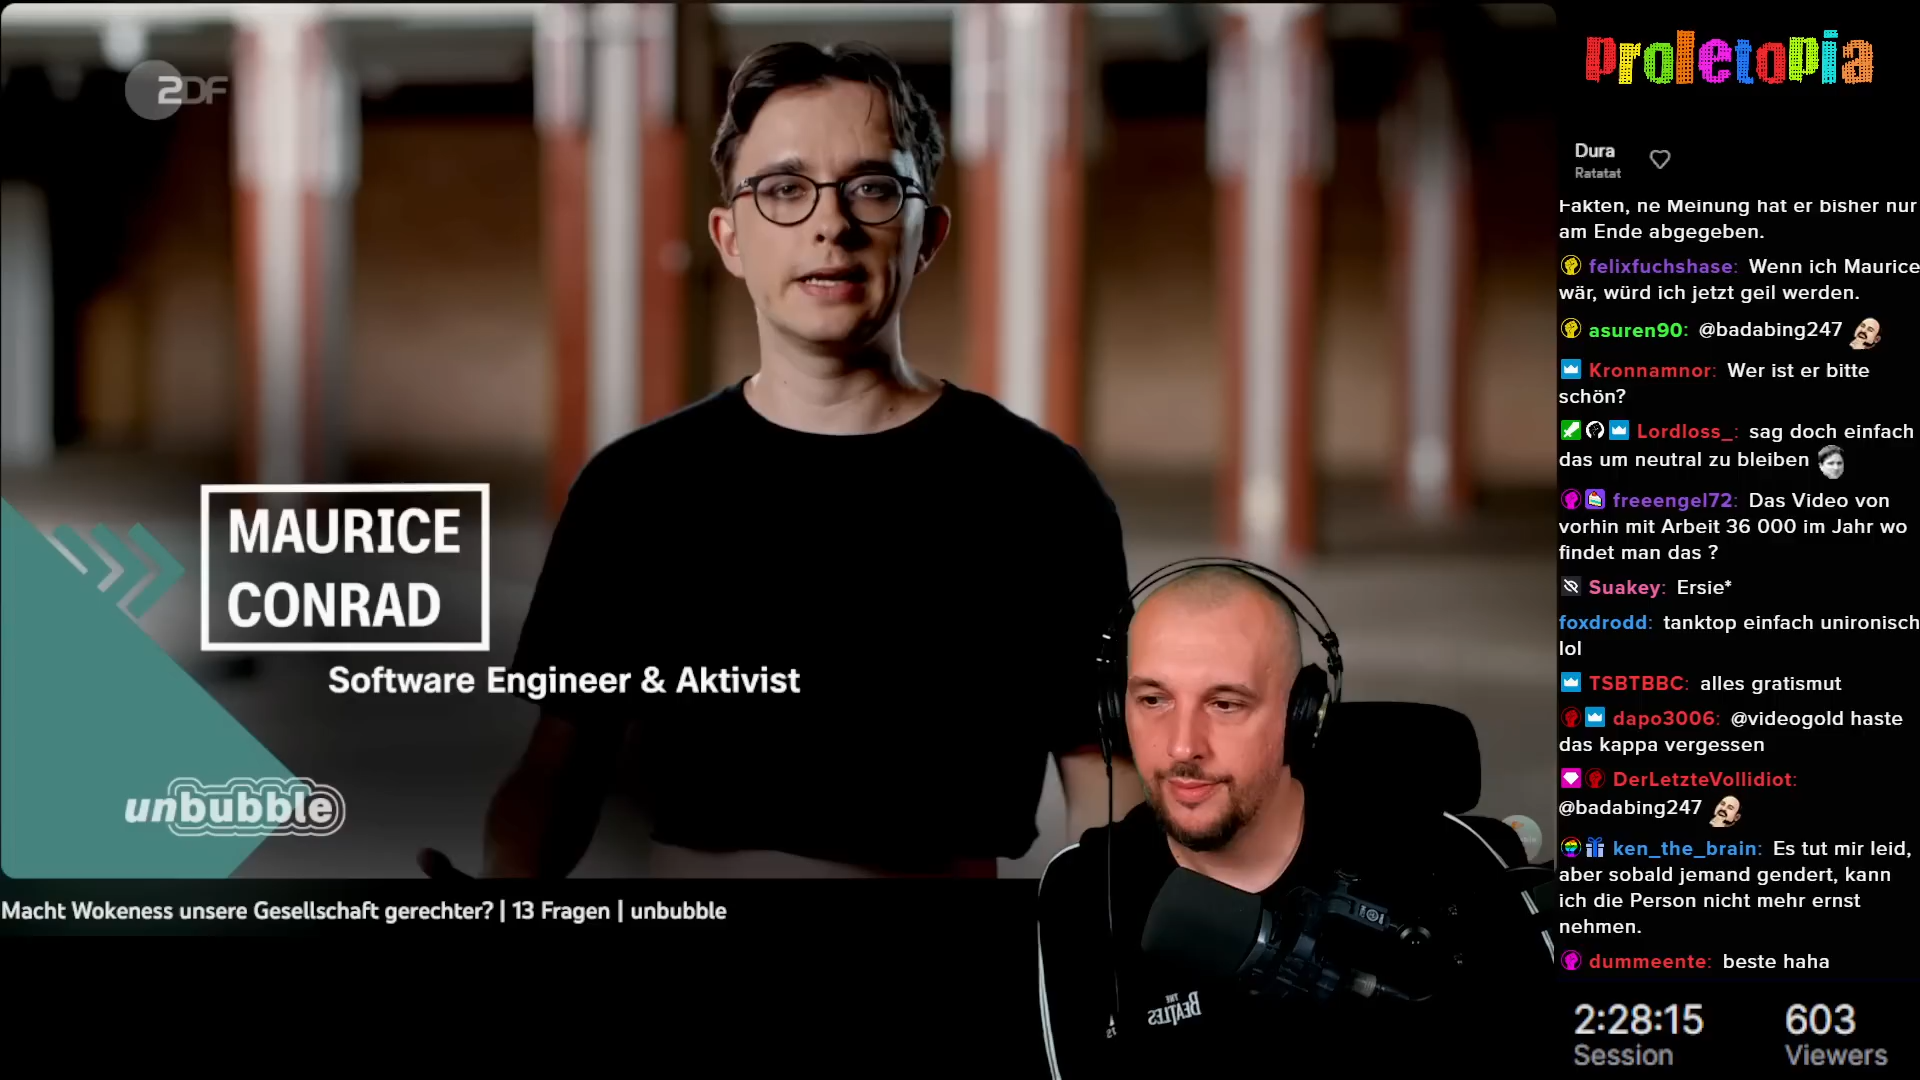 ZDF
MAURICE
CONRAD
Software Engineer & Aktivist
unbubble
Macht Wokeness unsere Gesellschaft gerechter? | 13 Fragen | unbubble
THE
BEATLES
Proletopia
Dura
Ratatat
Fakten, ne Meinung hat er bisher nur
am Ende abgegeben.
felixfuchshase: Wenn ich Maurice
wär, würd ich jetzt geil werden.
asuren90: @badabing247
Kronnamnor: Wer ist er bitte
schön?
Lordloss_: sag doch einfach
das um neutral zu bleiben
freeengel72: Das Video von
vorhin mit Arbeit 36 000 im Jahr wo
findet man das ?
Suakey: Ersie*
foxdrodd: tanktop einfach unironisch
lol
TSBTBBC: alles gratismut
dapo3006: @videogold haste
das kappa vergessen
DerLetzteVollidiot:
@badabing247
ken_the_brain: Es tut mir leid,
aber sobald jemand gendert, kann
ich die Person nicht mehr ernst
nehmen.
dummeente: beste haha
2:28:15
Session
603
Viewers